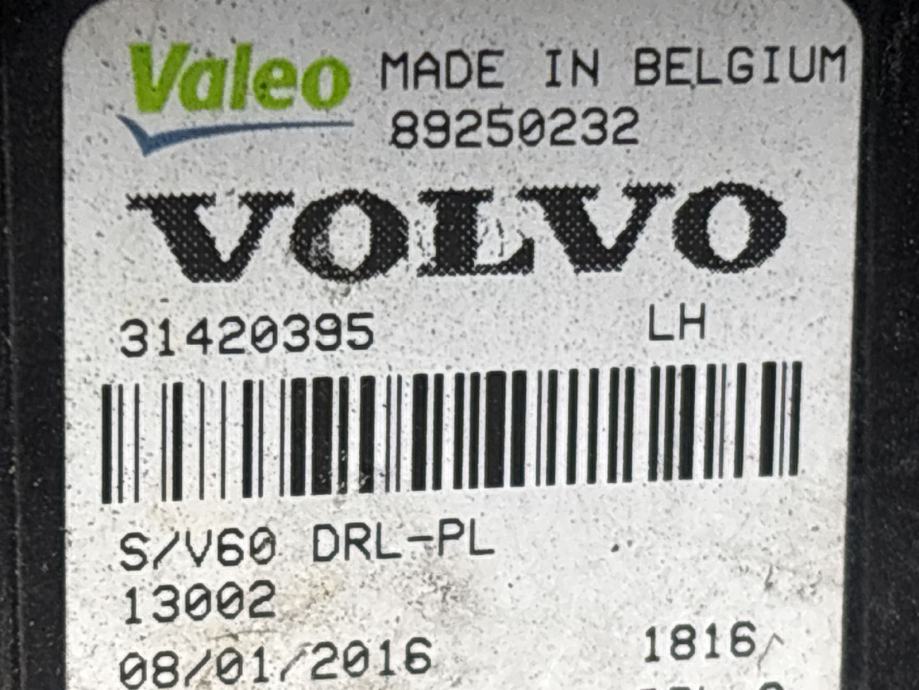 Valeo MADE IN BELGIUM
89250232
VOLVO
31420395 LH
S/V60 DRL-PL
13002
08/01/2016 1816